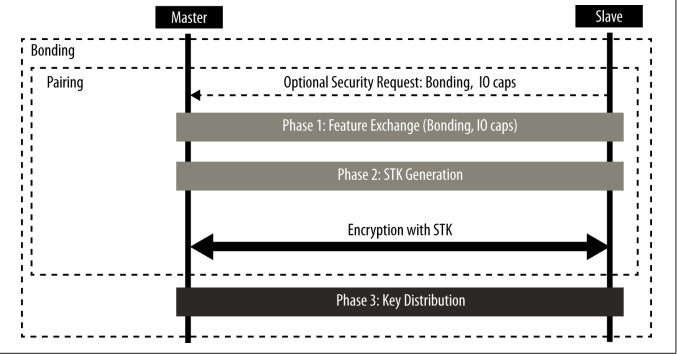 Master
Slave
Bonding
Pairing
Optional Security Request: Bonding, IO caps
Phase 1: Feature Exchange (Bonding, IO caps)
Phase 2: STK Generation
Encryption with STK
Phase 3: Key Distribution